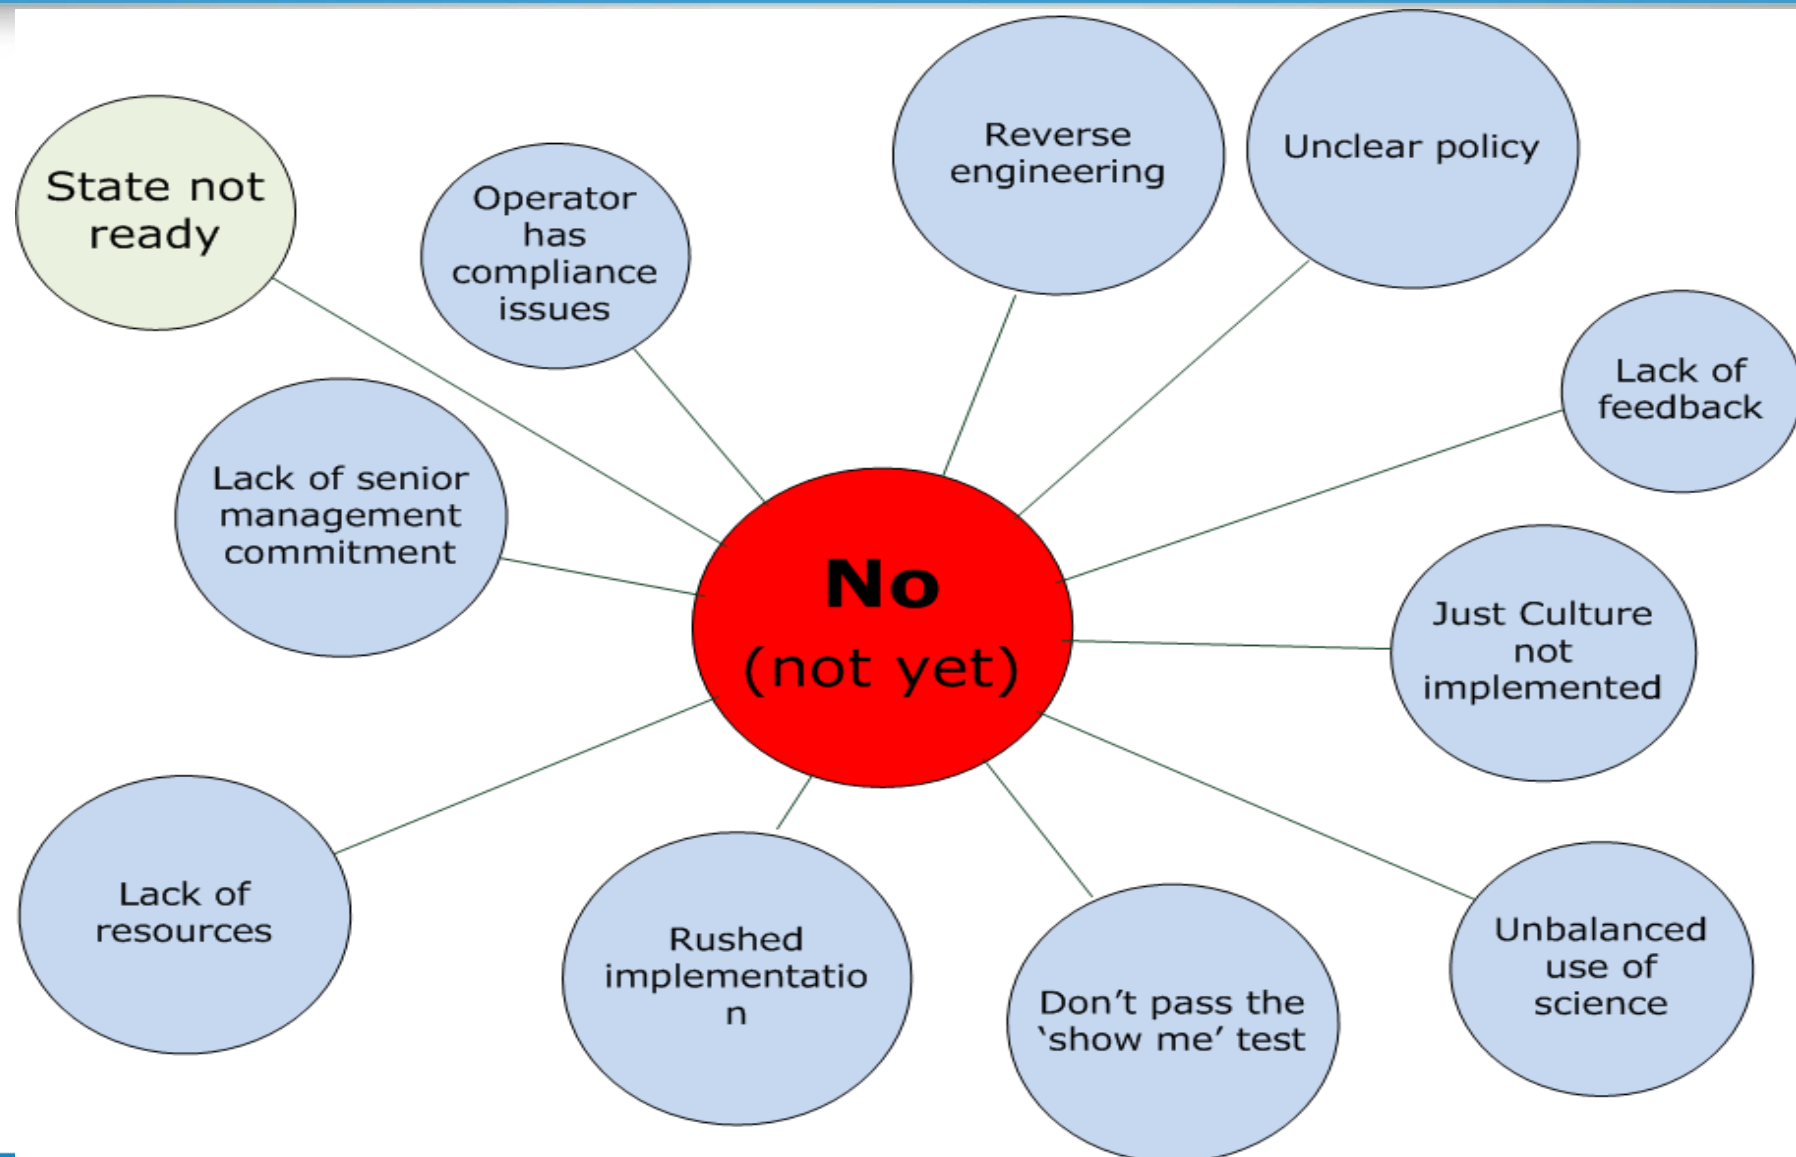 State not
ready
Operator
has
compliance
issues
Reverse
engineering
Unclear policy
Lack of
feedback
Lack of senior
management
commitment
No
(not yet)
Just Culture
not
implemented
Lack of
resources
Rushed
implementatio
n
Don’t pass the
‘show me’ test
Unbalanced
use of
science